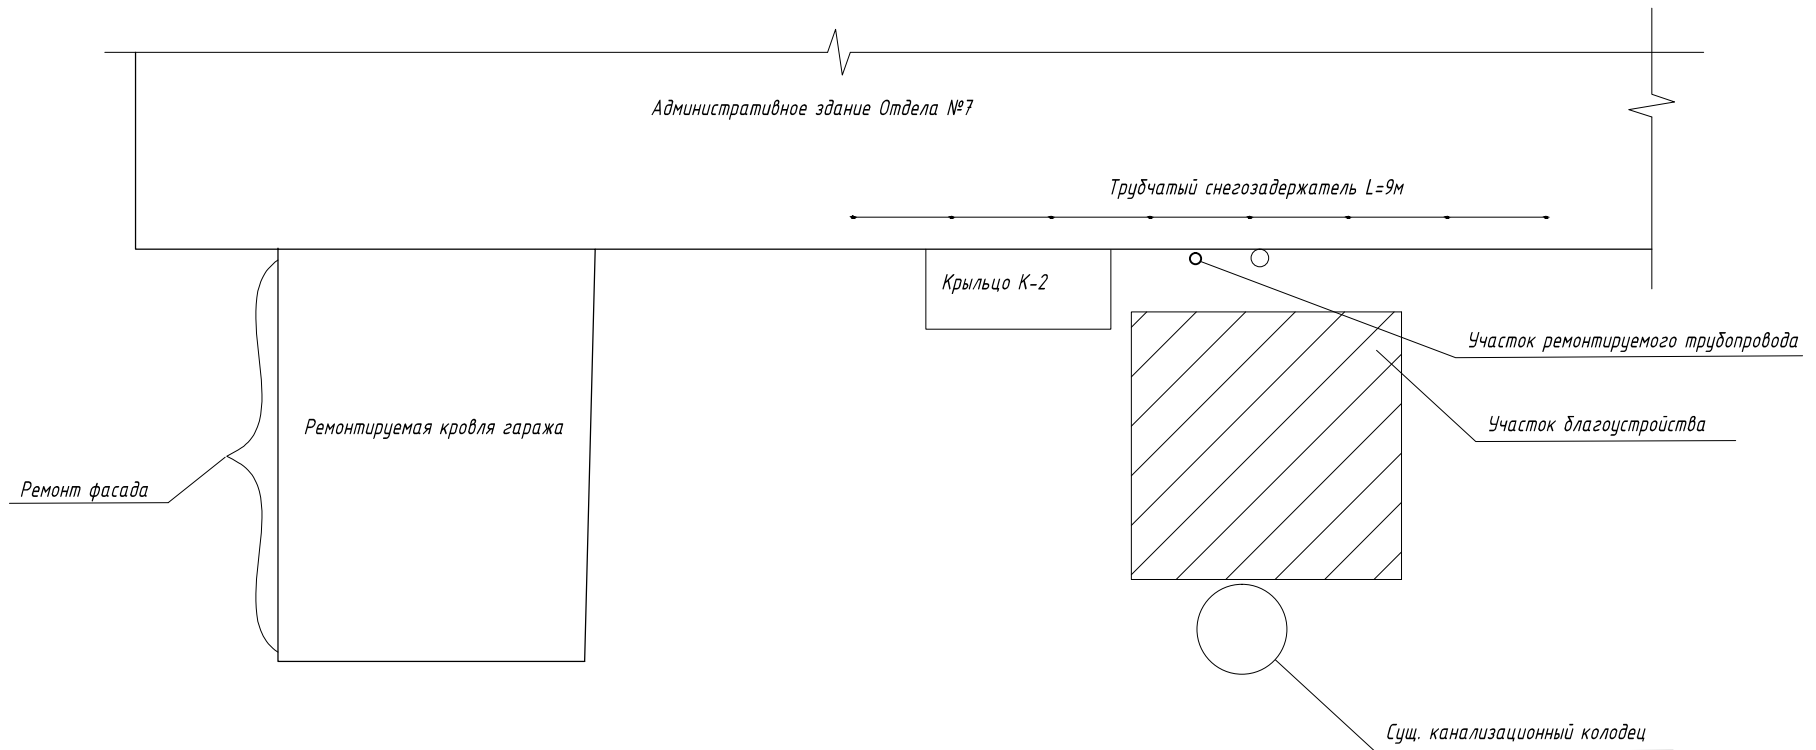 Административное здание Отдела №7
Трубчатый снегозадержатель L=9м
Крыльцо К-2
Участок ремонтируемого трубопровода
Участок благоустройства
Ремонтируемая кровля гаража
Ремонт фасада
Сущ. канализационный колодец